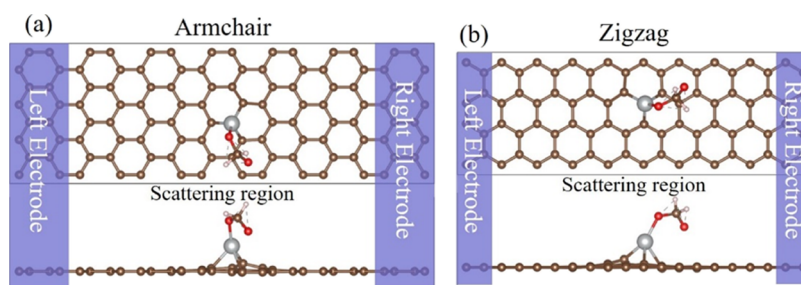 (a)
Armchair
Left Electrode
Right Electrode
Scattering region
(b)
Zigzag
Left Electrode
Right Electrode
Scattering region